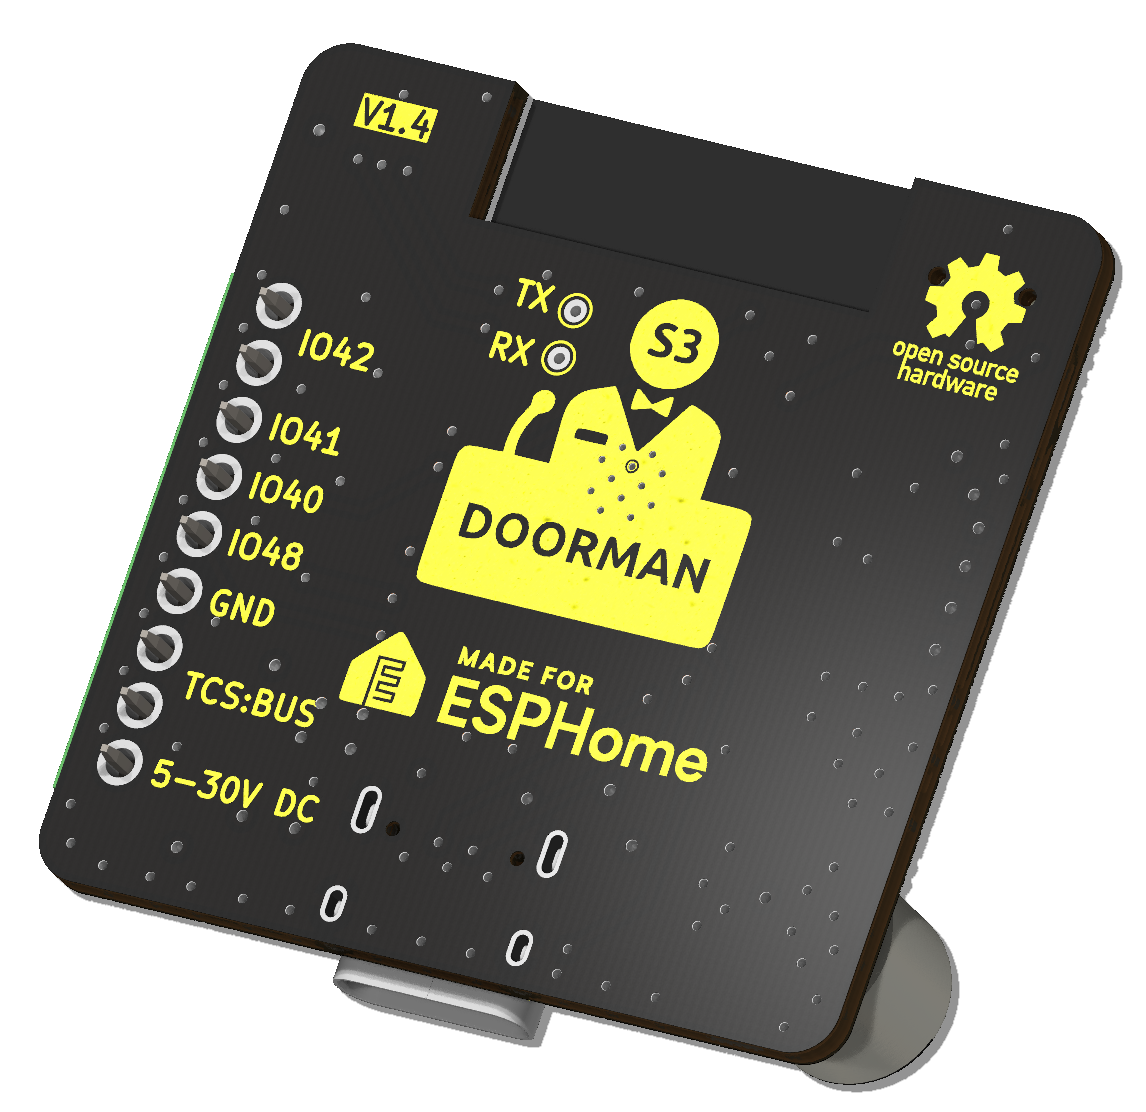 V1.4
TX
RX
S3
open source
hardware
IO42
IO41
IO40
IO48
GND
TCS:BUS
5-30V DC
DOORMAN
MADE FOR
ESPHome